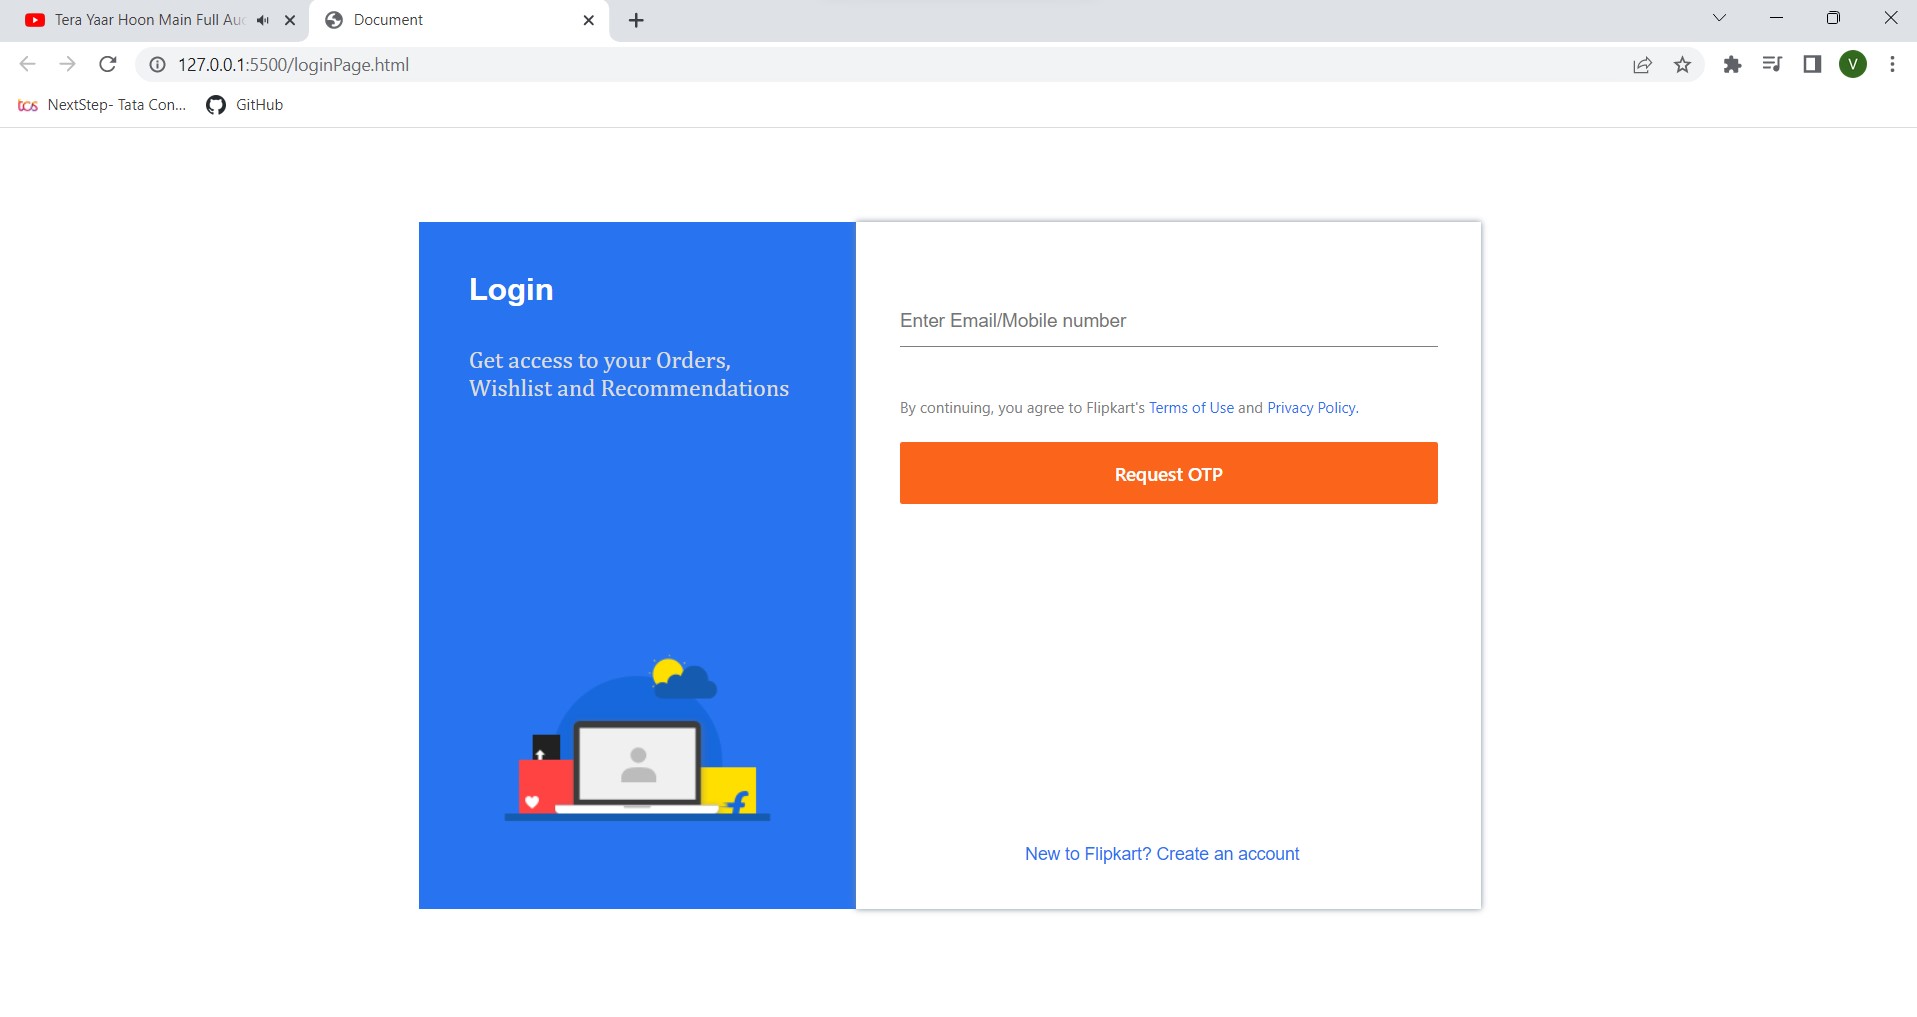 Tera Yaar Hoon Main Full Au
Document
127.0.0.1:5500/loginPage.html
V
tcs NextStep- Tata Con...
GitHub
Login
Get access to your Orders,
Wishlist and Recommendations
Enter Email/Mobile number
By continuing, you agree to Flipkart's Terms of Use and Privacy Policy.
Request OTP
f
New to Flipkart? Create an account